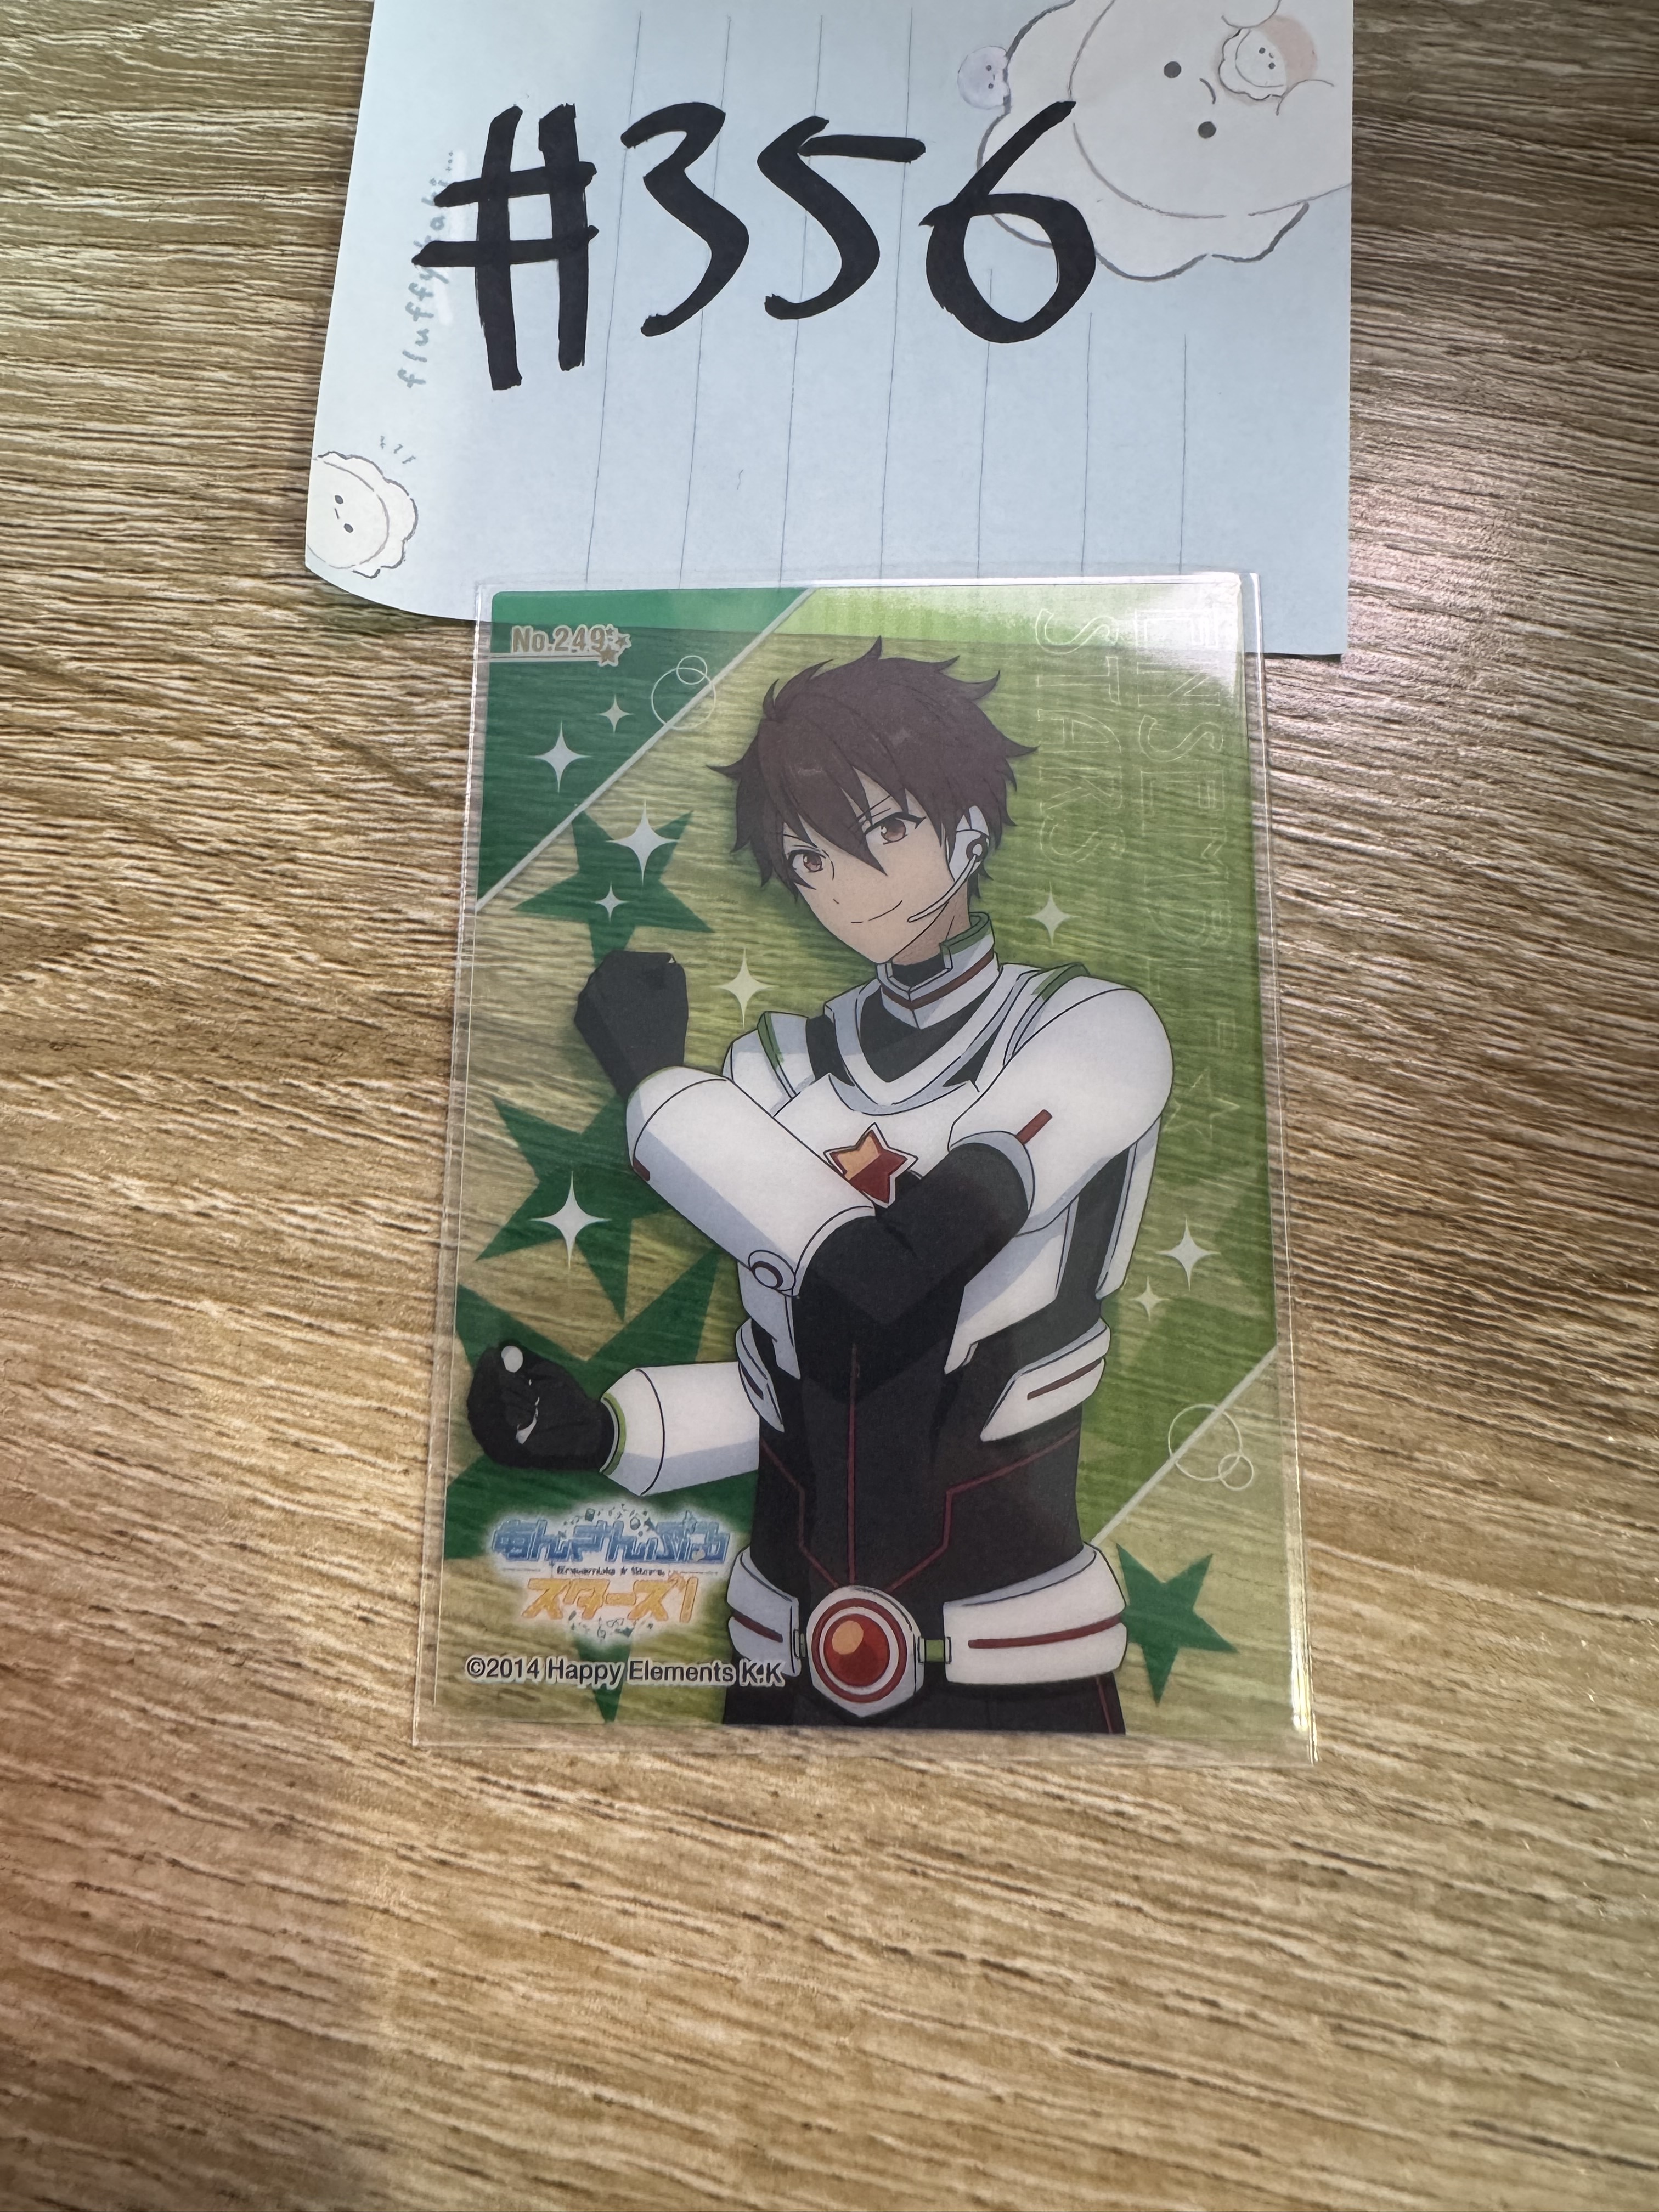 #356
fluffy
No.249
ENSEMBLE
STARS
あんさんぶる
Ensemble ★ Stars
スターズ!
©2014 Happy Elements K.K